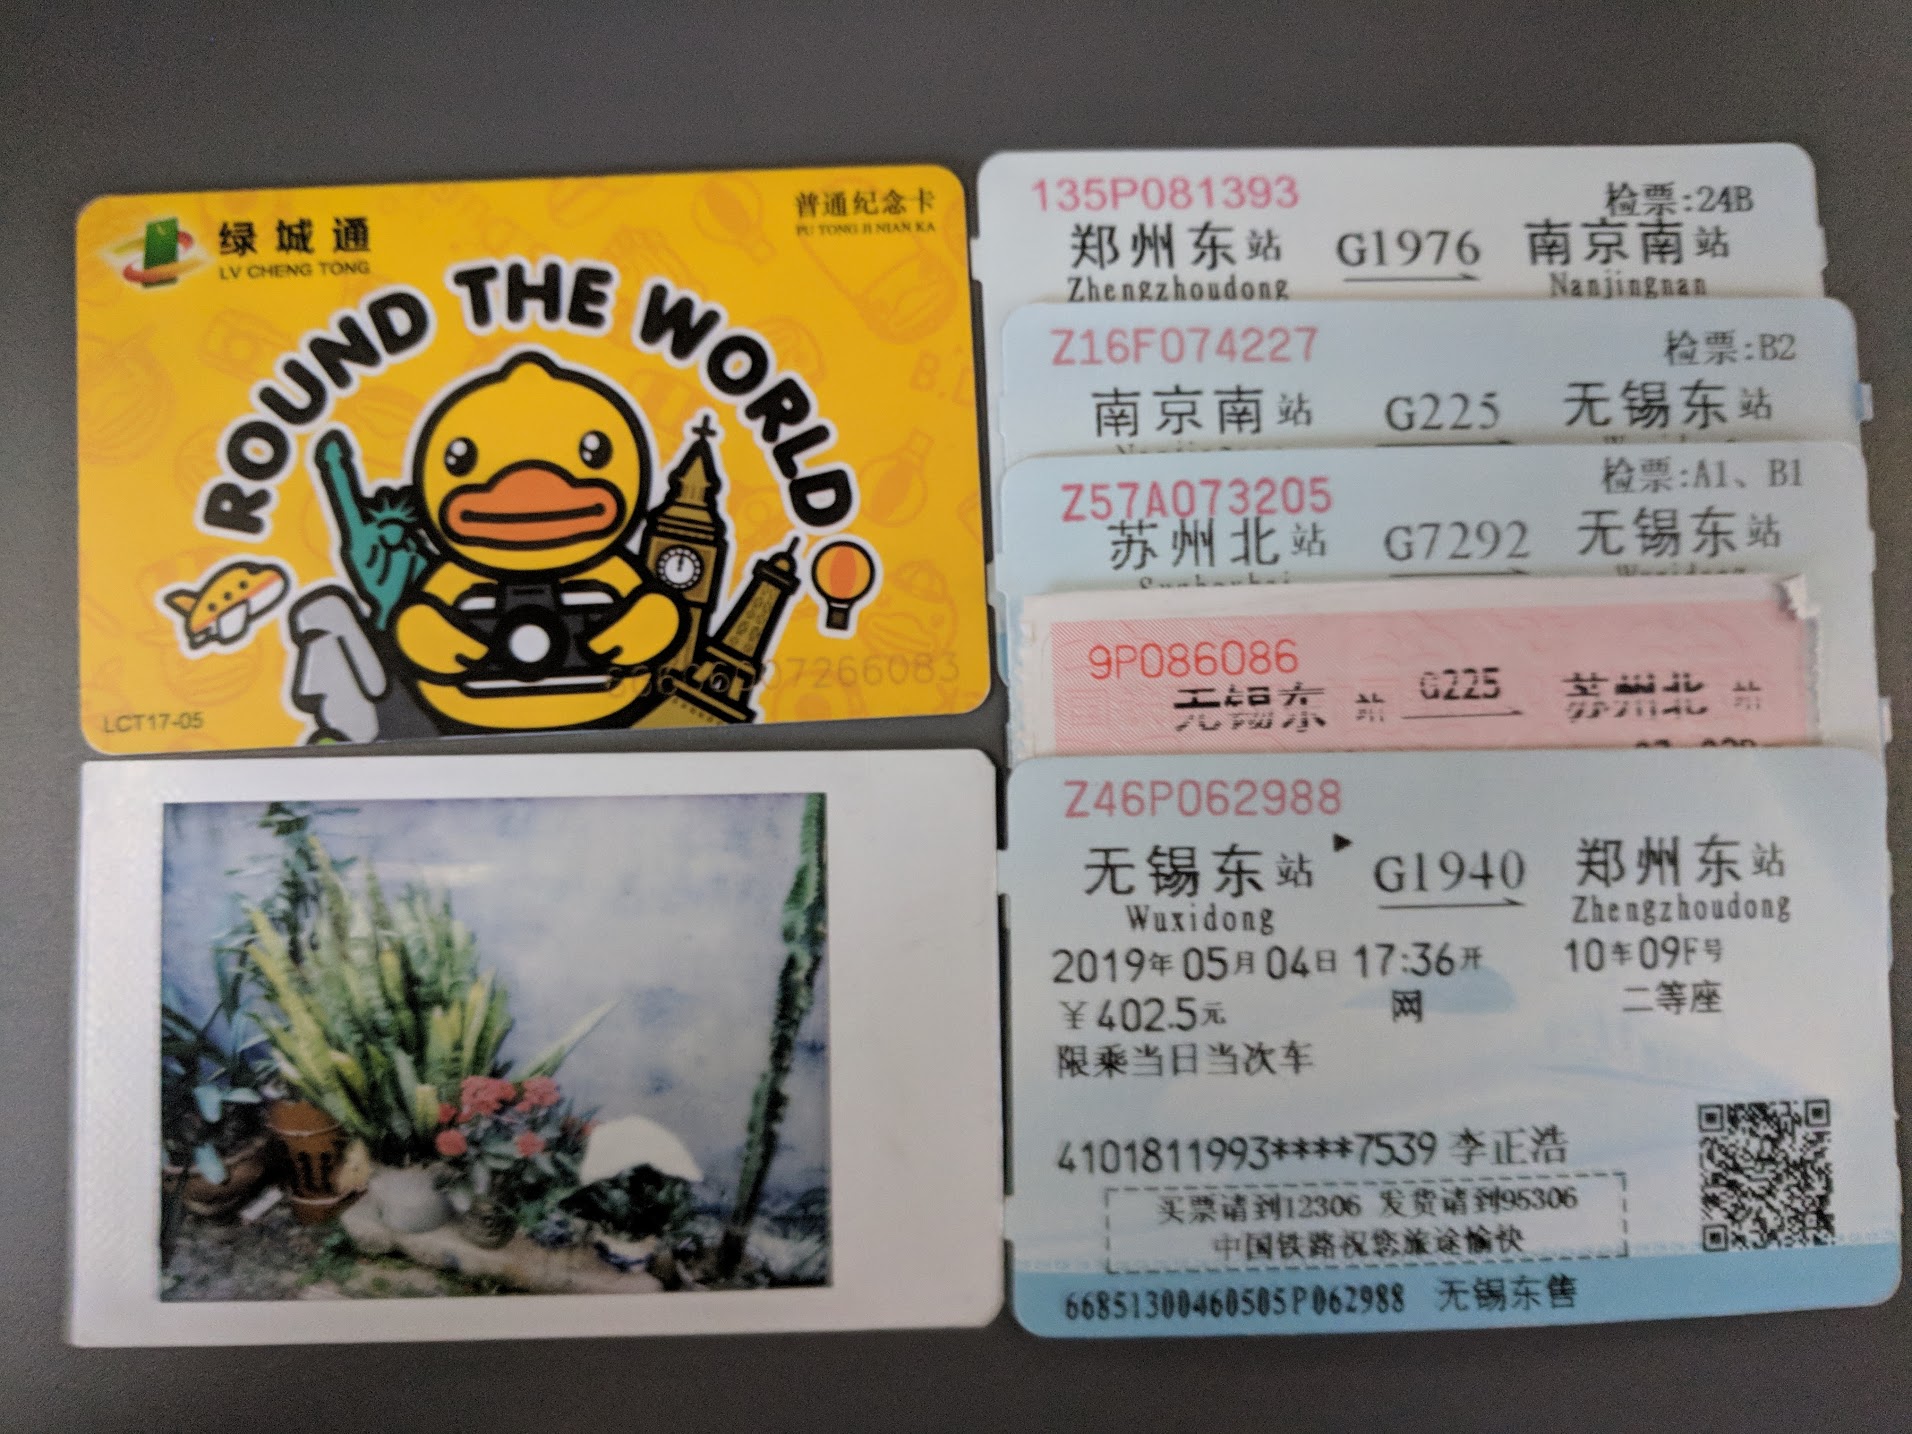 绿城通
LV CHENG TONG
普通纪念卡
PU TONG JI NIAN KA
ROUND THE WORLD
LCT17-05
135P081393
检票:24B
郑州东站 G1976 南京南站
Zhengzhoudong Nanjingnan
Z16F074227
检票:B2
南京南站 G225 无锡东站
Z57A073205
检票:A1、B1
苏州北站 G7292 无锡东站
9P086086
无锡东 站 G225 苏州北 站
Z46P062988
无锡东站 G1940 郑州东站
Wuxidong Zhengzhoudong
2019年05月04日 17:36开 10车09F号
¥402.5元 网 二等座
限乘当日当次车
4101811993****7539 李正浩
买票请到12306 发货请到95306
中国铁路祝您旅途愉快
66851300460505P062988 无锡东售